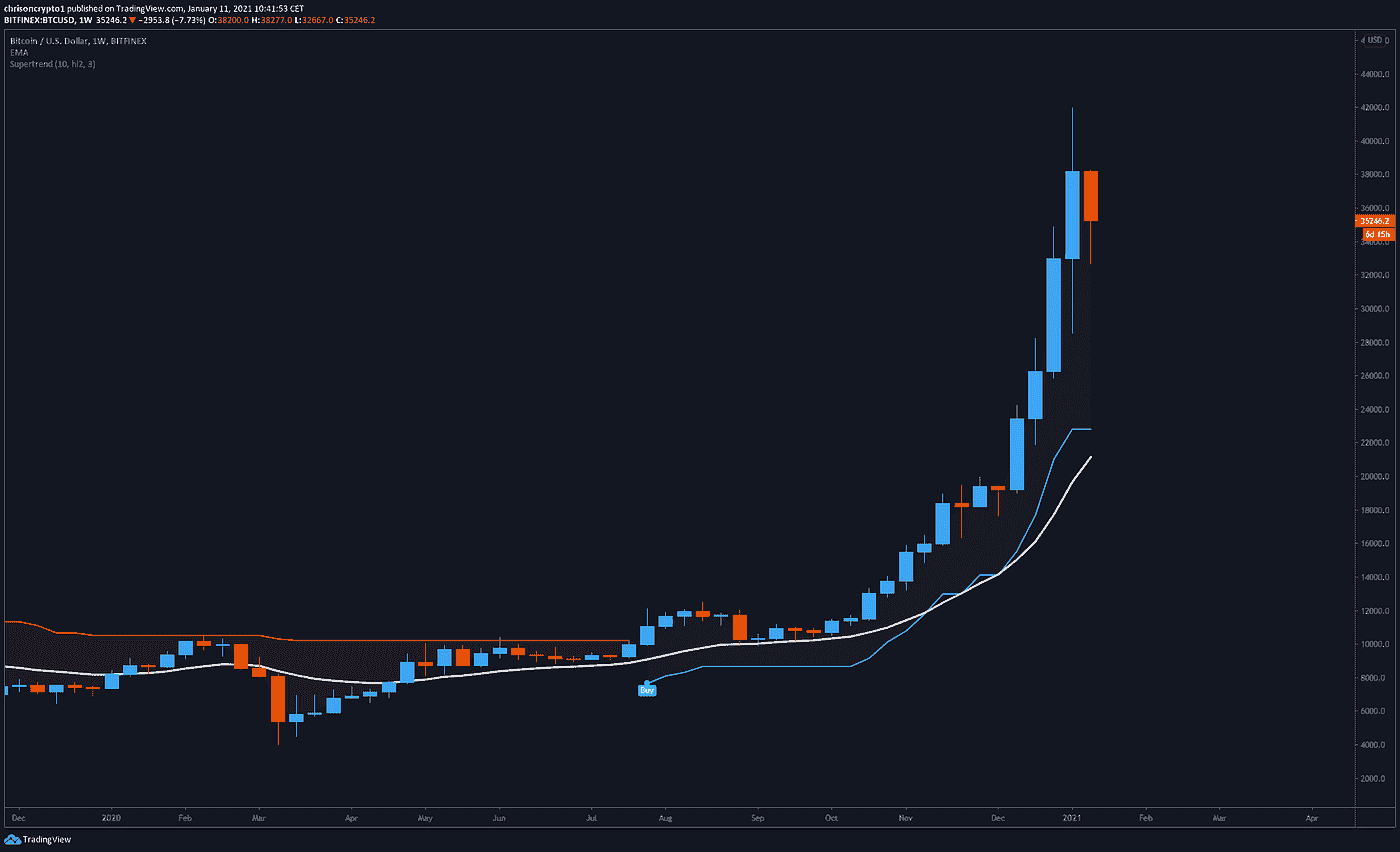 chrisoncrypto1 published on TradingView.com, January 11, 2021 10:41:53 CET
BITFINEX:BTCUSD, 1W 35246.2 ▼ −2953.8 (−7.73%) O:38200.0 H:38277.0 L:32667.0 C:35246.2
Bitcoin / U.S. Dollar, 1W, BITFINEX
EMA
Supertrend (10, hl2, 3)
USD
44000.0
42000.0
40000.0
38000.0
36000.0
35246.2
6d 15h
34000.0
32000.0
30000.0
28000.0
26000.0
24000.0
22000.0
20000.0
18000.0
16000.0
14000.0
12000.0
10000.0
8000.0
Buy
6000.0
4000.0
2000.0
Dec 2020 Feb Mar Apr May Jun Jul Aug Sep Oct Nov Dec 2021 Feb Mar Apr
TradingView